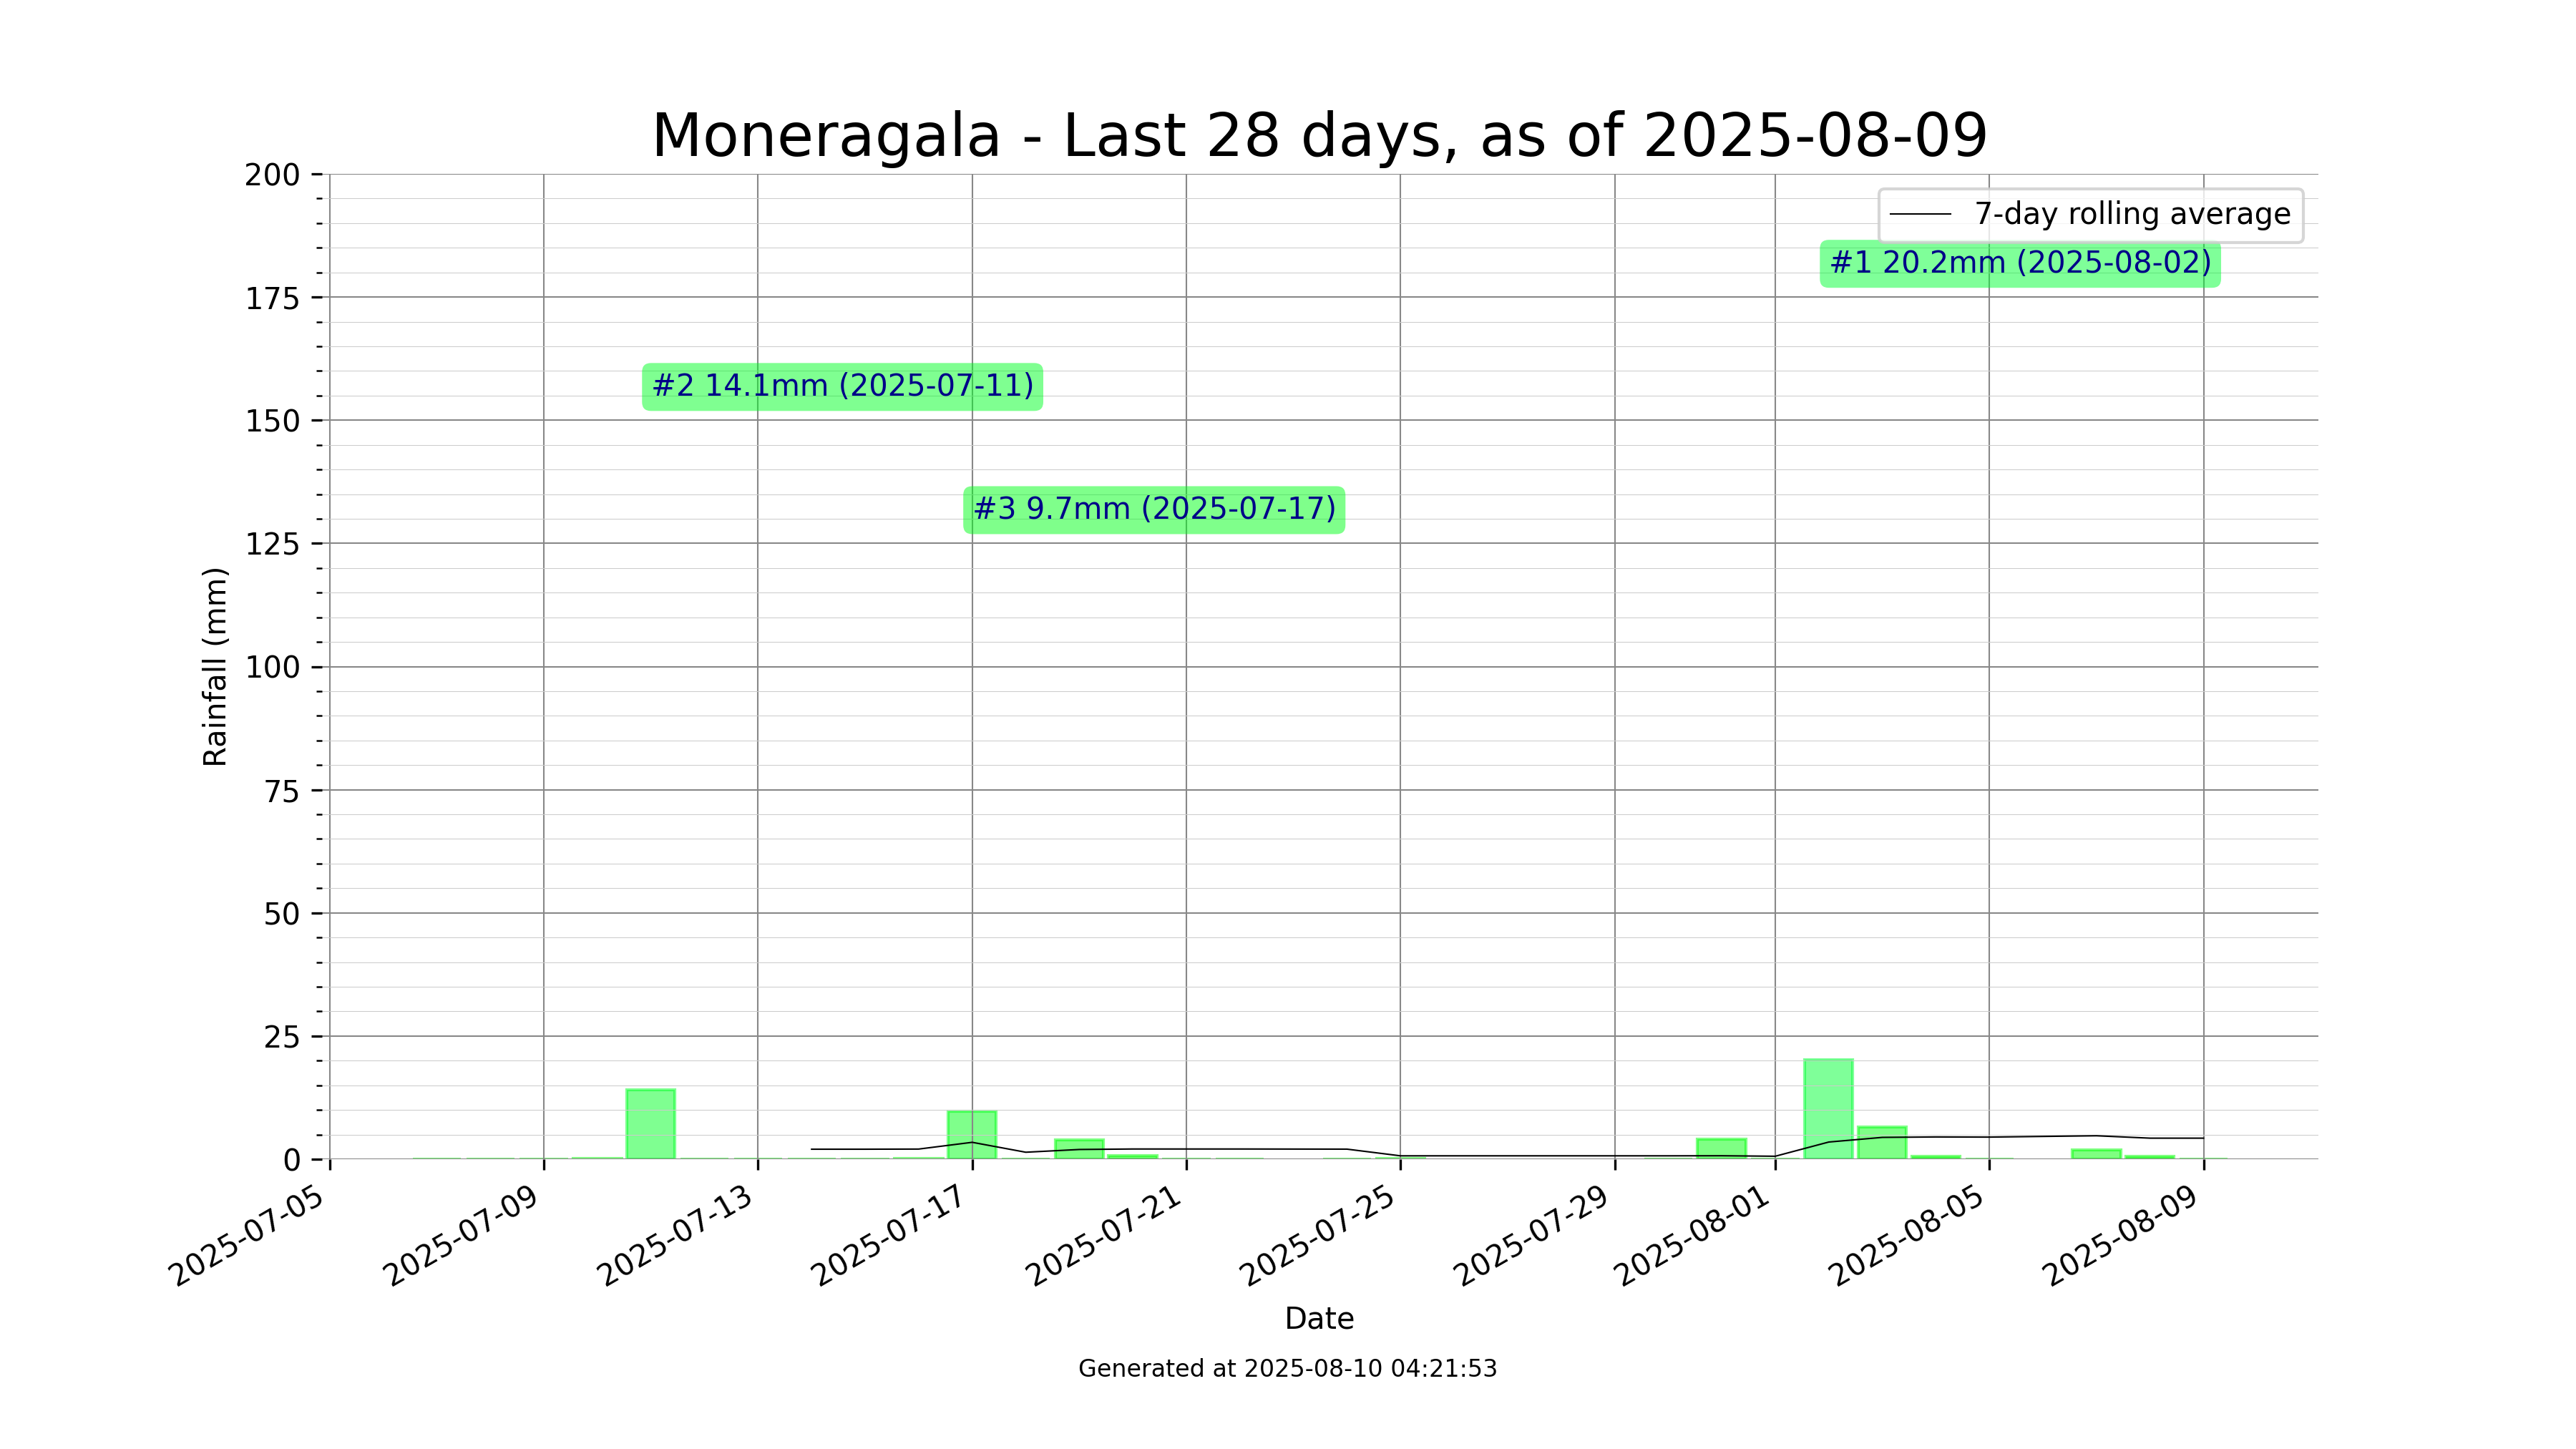 Moneragala - Last 28 days, as of 2025-08-09
200
175
150
125
100
75
50
25
0
Rainfall (mm)
7-day rolling average
#1 20.2mm (2025-08-02)
#2 14.1mm (2025-07-11)
#3 9.7mm (2025-07-17)
2025-07-05
2025-07-09
2025-07-13
2025-07-17
2025-07-21
2025-07-25
2025-07-29
2025-08-01
2025-08-05
2025-08-09
Date
Generated at 2025-08-10 04:21:53